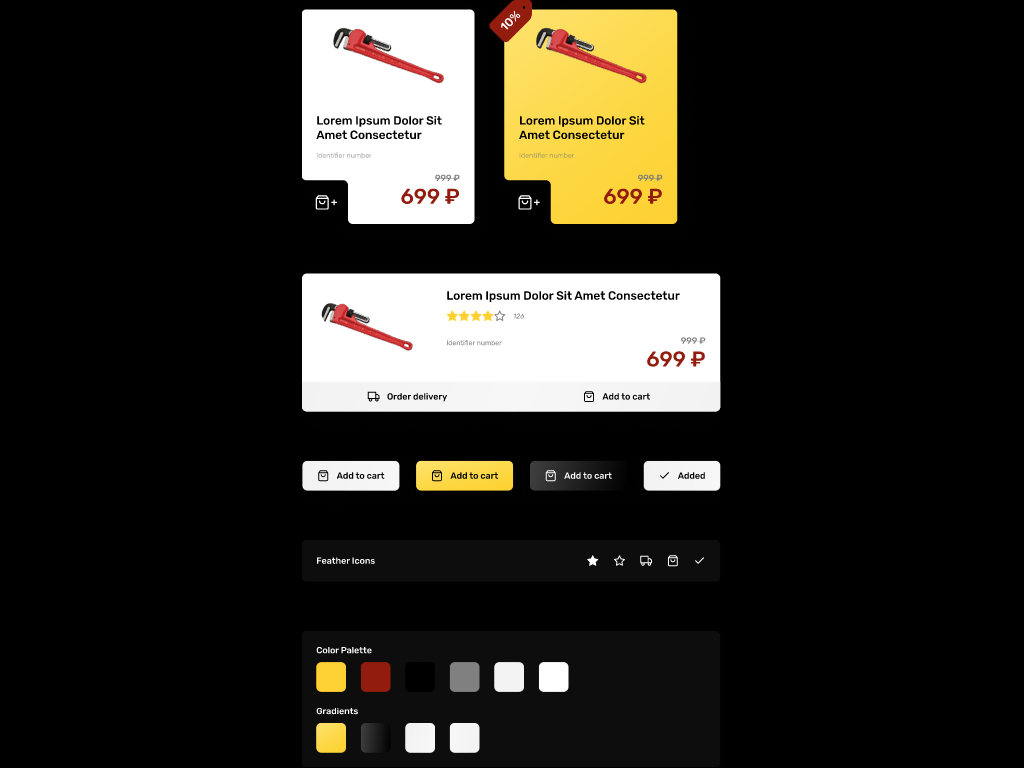 10%
Lorem Ipsum Dolor Sit
Amet Consectetur
Identifier number
999 ₽
699 ₽
+
Lorem Ipsum Dolor Sit
Amet Consectetur
Identifier number
999 ₽
699 ₽
+
Lorem Ipsum Dolor Sit Amet Consectetur
126
Identifier number
999 ₽
699 ₽
Order delivery
Add to cart
Add to cart
Add to cart
Add to cart
Added
Feather Icons
Color Palette
Gradients